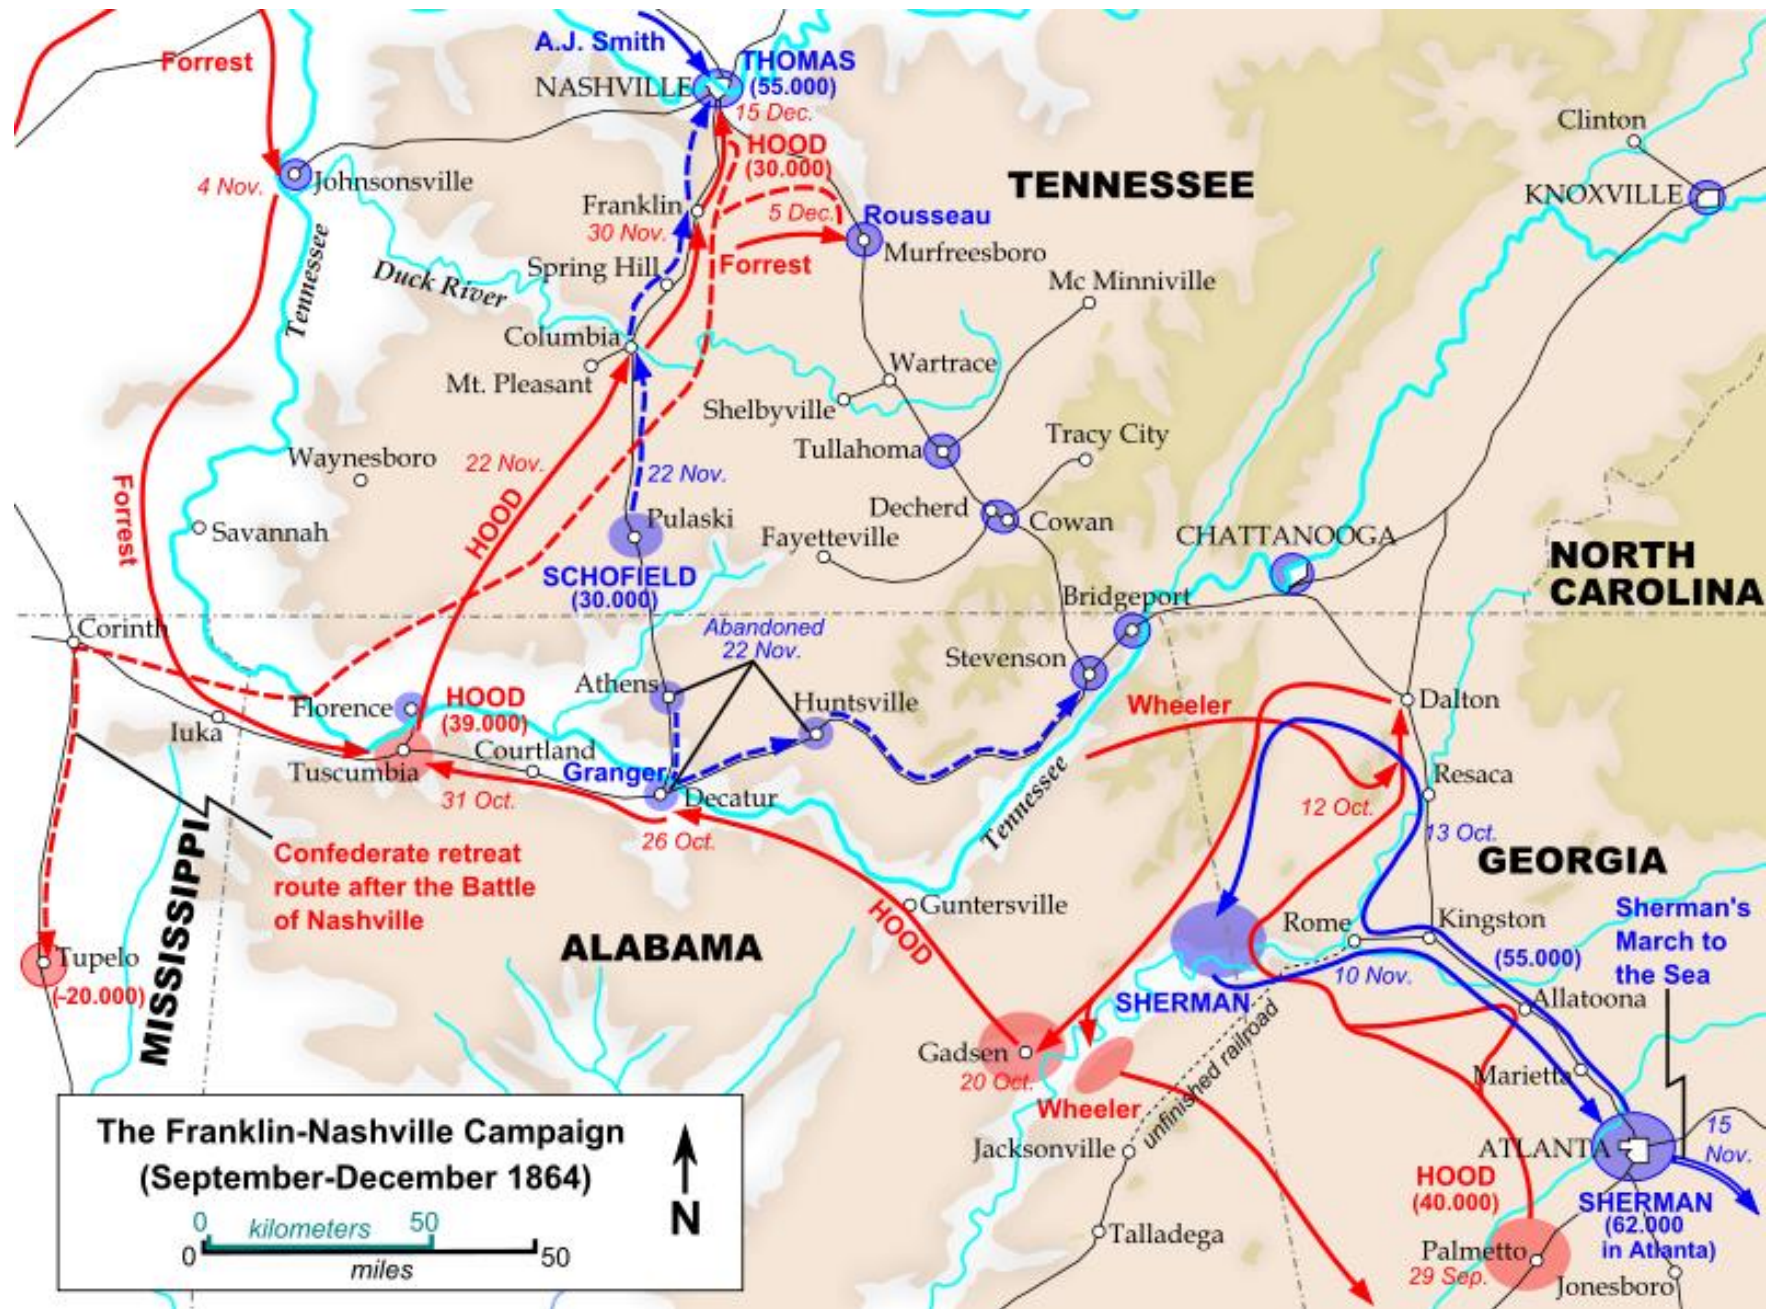 Forrest
A.J. Smith
THOMAS
(55.000)
NASHVILLE
15 Dec.
HOOD
(30.000)
Clinton
KNOXVILLE
TENNESSEE
4 Nov.
Johnsonsville
Franklin
30 Nov.
5 Dec.
Rousseau
Murfreesboro
Forrest
Spring Hill
Tennessee
Duck River
Mc Minniville
Columbia
Mt. Pleasant
Wartrace
Shelbyville
Tullahoma
Tracy City
Waynesboro
22 Nov.
22 Nov.
Forrest
HOOD
Savannah
Pulaski
Decherd
Cowan
Fayetteville
CHATTANOOGA
NORTH
CAROLINA
SCHOFIELD
(30.000)
Bridgeport
Corinth
Abandoned
22 Nov.
Stevenson
Athens
Huntsville
Florence
HOOD
(39.000)
Wheeler
Dalton
Iuka
Courtland
Tuscumbia
Granger
Decatur
31 Oct.
26 Oct.
Tennessee
Resaca
12 Oct.
13 Oct.
GEORGIA
MISSISSIPPI
Confederate retreat
route after the Battle
of Nashville
Guntersville
HOOD
Rome
Kingston
(55.000)
Sherman's
March to
the Sea
ALABAMA
Tupelo
(-20.000)
SHERMAN
10 Nov.
Allatoona
Gadsen
20 Oct.
Wheeler
unfinished railroad
Marietta
Jacksonville
ATLANTA
15
Nov.
HOOD
(40.000)
SHERMAN
(62.000
in Atlanta)
Talladega
Palmetto
29 Sep.
Jonesboro
The Franklin-Nashville Campaign
(September-December 1864)
0 kilometers 50
0 50
miles
N